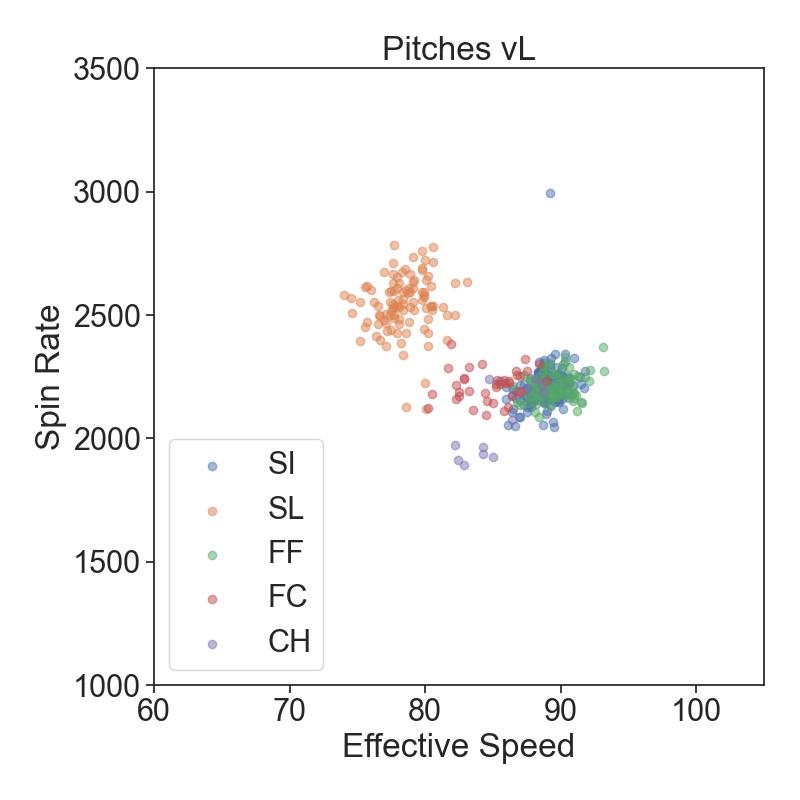 Pitches vL
3500
3000
2500
2000
1500
1000
Spin Rate
SI
SL
FF
FC
CH
60 70 80 90 100
Effective Speed